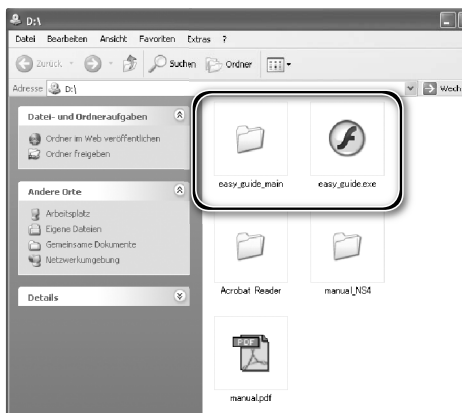 D:\
Datei Bearbeiten Ansicht Favoriten Extras ?
Zurück Suchen Ordner
Adresse D:\ Wech
Datei- und Ordneraufgaben
Ordner im Web veröffentlichen
Ordner freigeben
Andere Orte
Arbeitsplatz
Eigene Dateien
Gemeinsame Dokumente
Netzwerkumgebung
Details
easy_guide_main easy_guide.exe
Acrobat Reader manual_NS4
PDF
manual.pdf